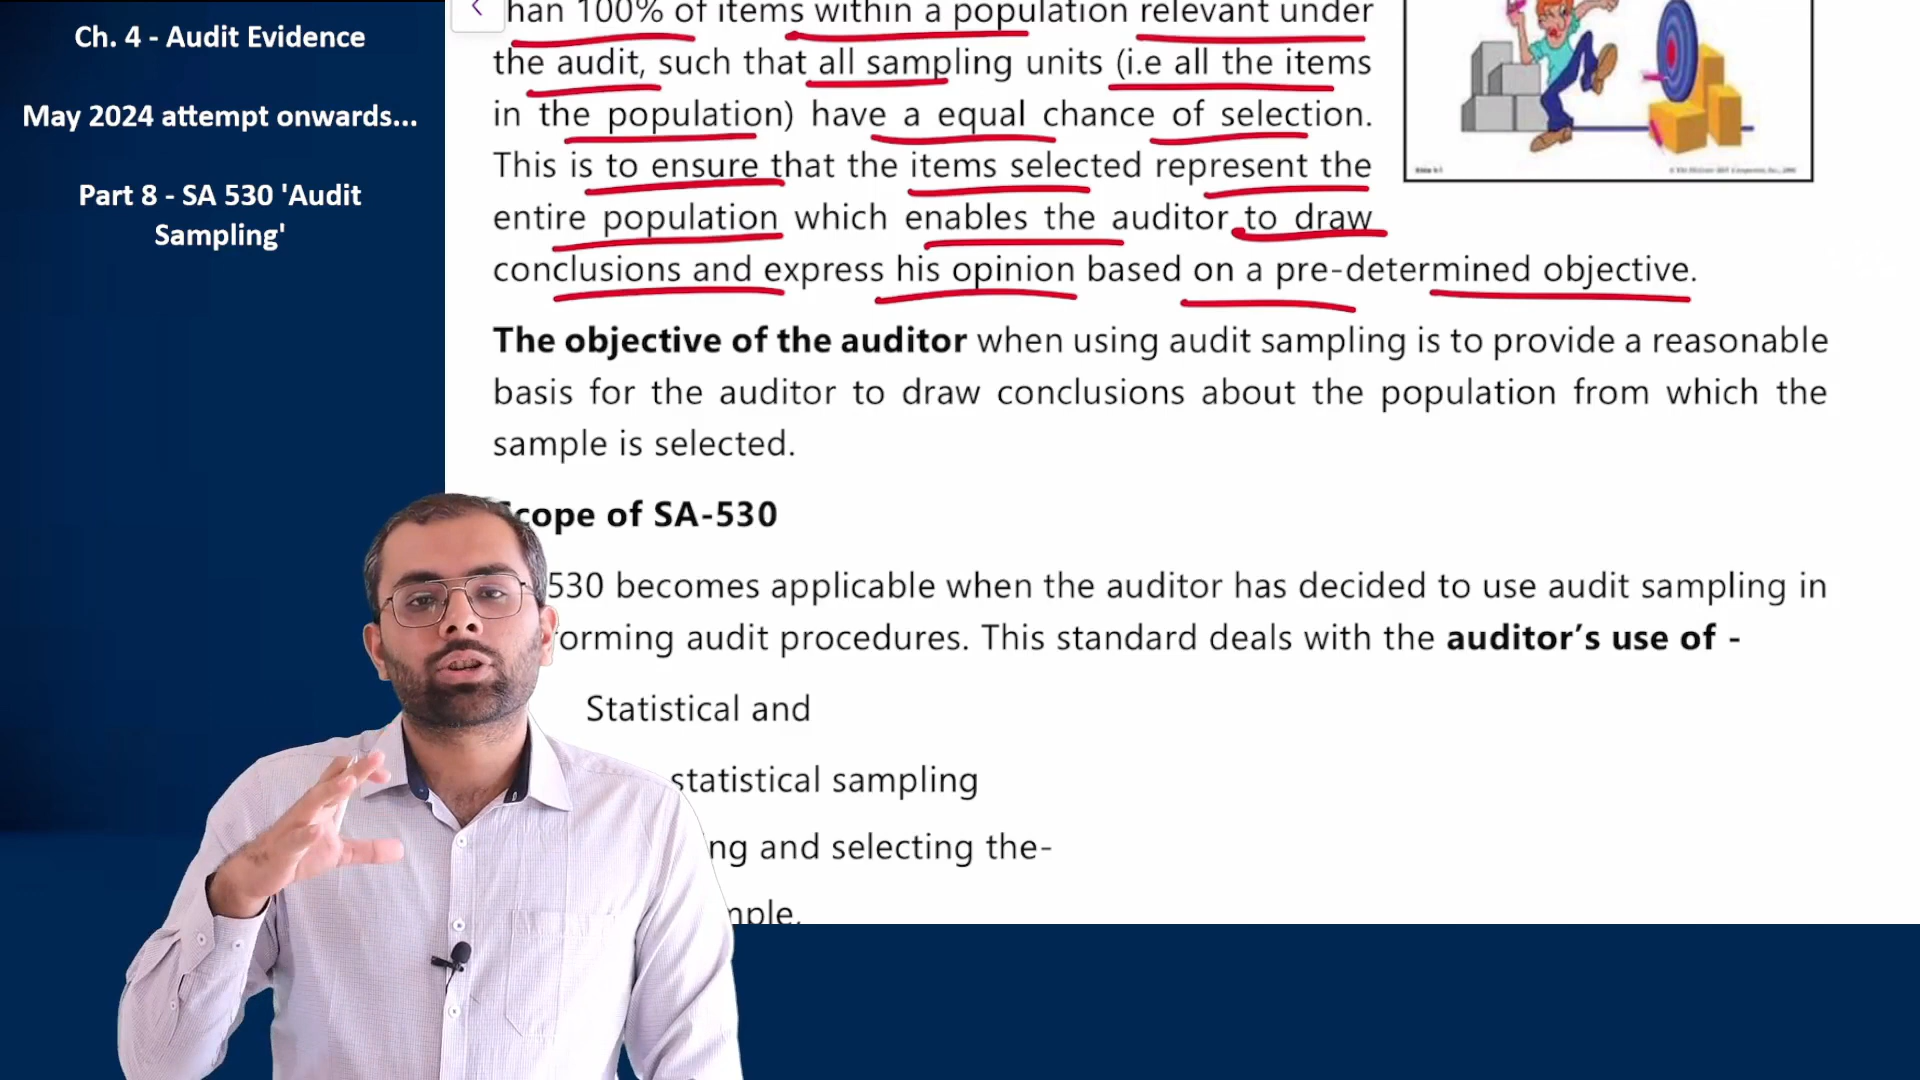 Ch. 4 - Audit Evidence
May 2024 attempt onwards...
Part 8 - SA 530 'Audit
Sampling'
han 100% of items within a population relevant under
the audit, such that all sampling units (i.e all the items
in the population) have a equal chance of selection.
This is to ensure that the items selected represent the
entire population which enables the auditor to draw
conclusions and express his opinion based on a pre-determined objective.
The objective of the auditor when using audit sampling is to provide a reasonable
basis for the auditor to draw conclusions about the population from which the
sample is selected.
cope of SA-530
530 becomes applicable when the auditor has decided to use audit sampling in
orming audit procedures. This standard deals with the auditor's use of -
Statistical and
statistical sampling
ng and selecting the-
mple.